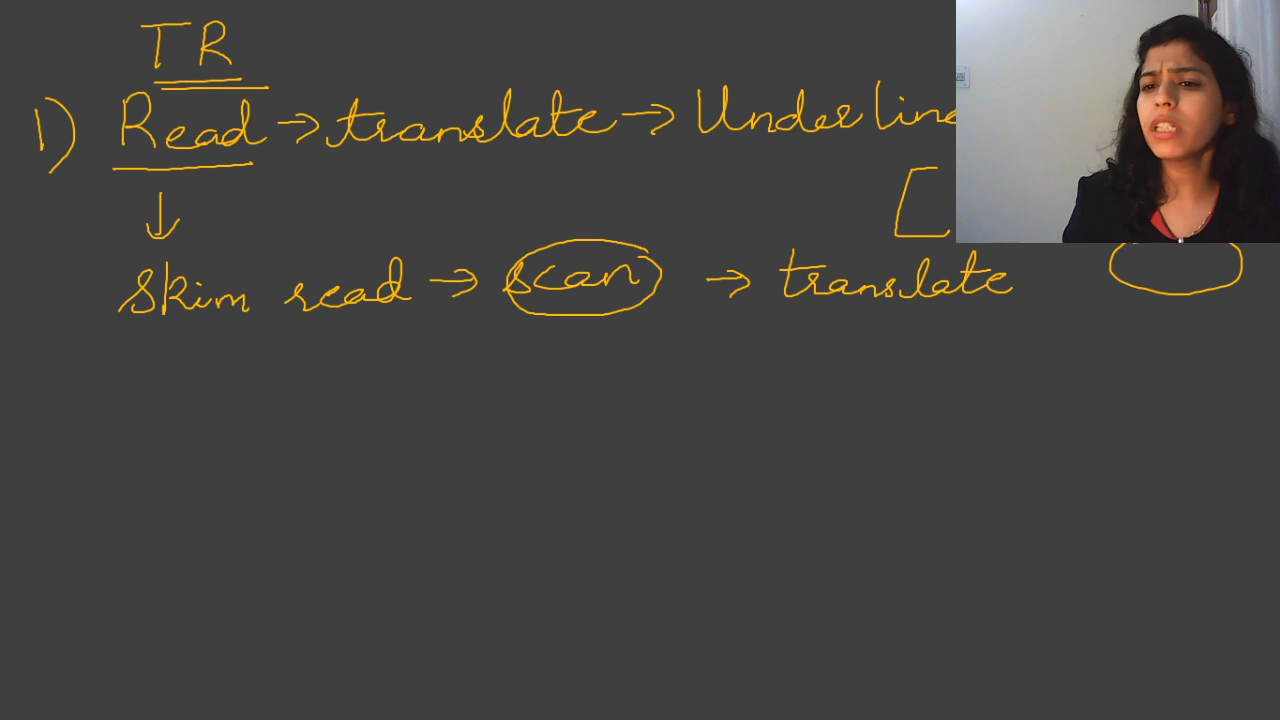 TR
1) Read → translate → Underline
↓
skim read → scan → translate